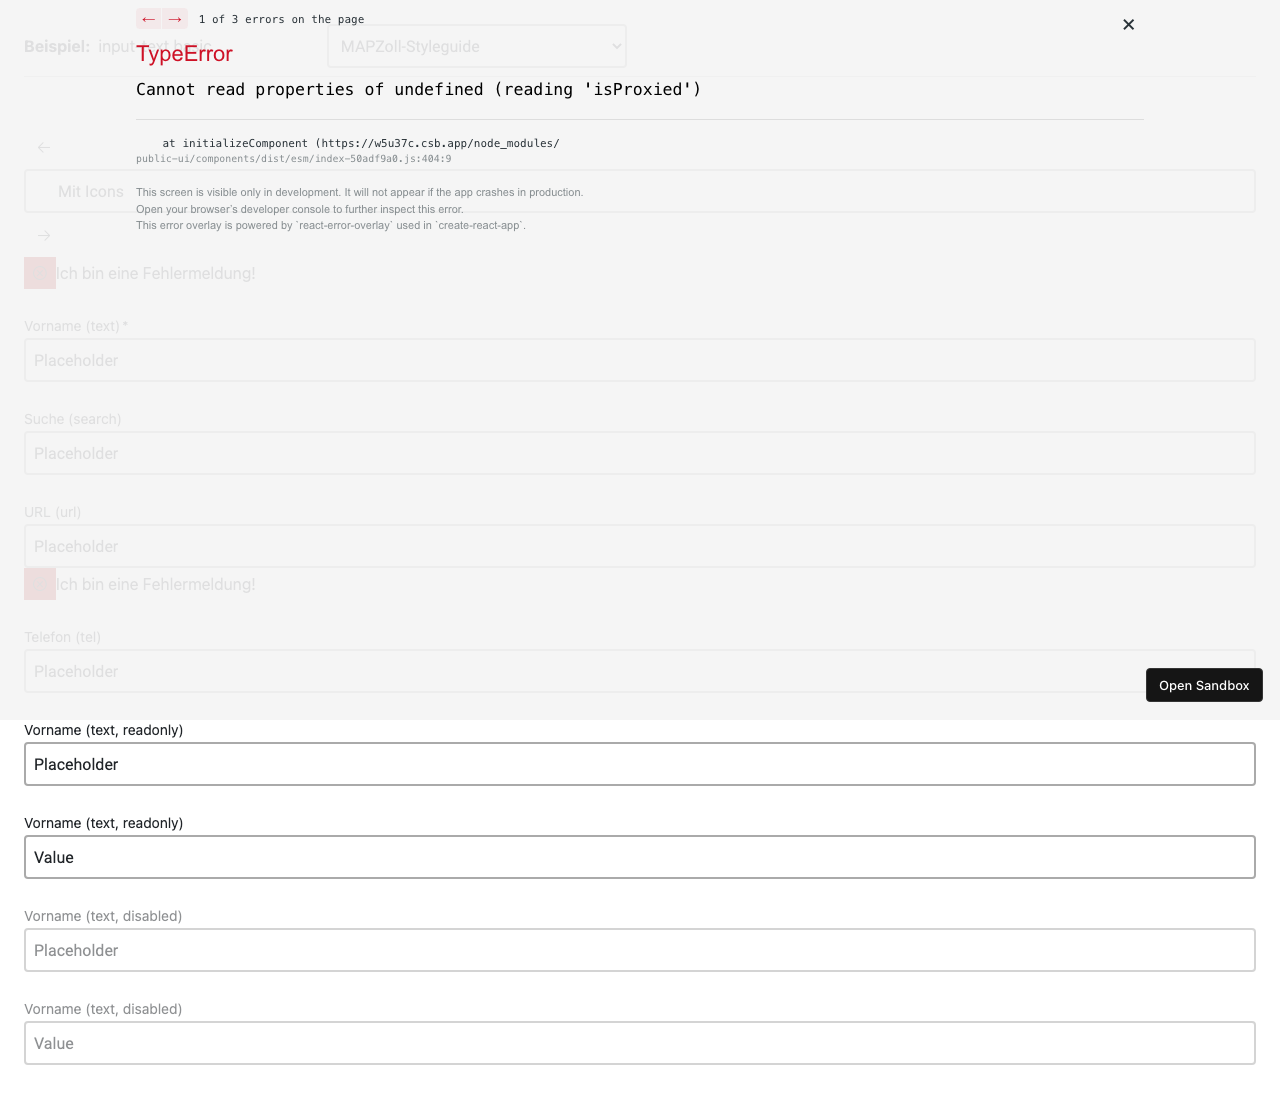 ← → 1 of 3 errors on the page
×
Beispiel: input-text basic MAPZoll-Styleguide
TypeError
Cannot read properties of undefined (reading 'isProxied')
at initializeComponent (https://w5u37c.csb.app/node_modules/
public-ui/components/dist/esm/index-50adf9a0.js:404:9
←
Mit Icons
This screen is visible only in development. It will not appear if the app crashes in production.
Open your browser’s developer console to further inspect this error.
This error overlay is powered by `react-error-overlay` used in `create-react-app`.
→
Ich bin eine Fehlermeldung!
Vorname (text)*
Placeholder
Suche (search)
Placeholder
URL (url)
Placeholder
Ich bin eine Fehlermeldung!
Telefon (tel)
Placeholder
Open Sandbox
Vorname (text, readonly)
Placeholder
Vorname (text, readonly)
Value
Vorname (text, disabled)
Placeholder
Vorname (text, disabled)
Value